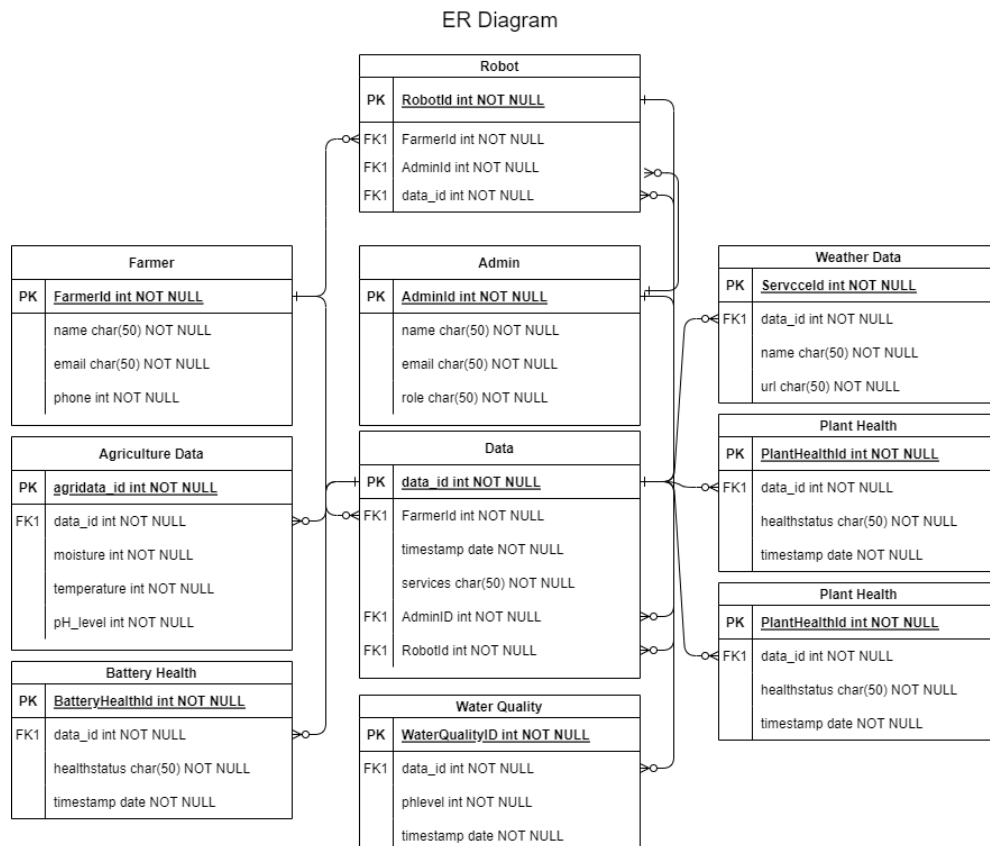 ER Diagram
Robot
PK RobotId int NOT NULL
FK1 FarmerId int NOT NULL
FK1 AdminId int NOT NULL
FK1 data_id int NOT NULL
Farmer
PK FarmerId int NOT NULL
name char(50) NOT NULL
email char(50) NOT NULL
phone int NOT NULL
Admin
PK AdminId int NOT NULL
name char(50) NOT NULL
email char(50) NOT NULL
role char(50) NOT NULL
Weather Data
PK ServcceId int NOT NULL
FK1 data_id int NOT NULL
name char(50) NOT NULL
url char(50) NOT NULL
Agriculture Data
PK agridata_id int NOT NULL
FK1 data_id int NOT NULL
moisture int NOT NULL
temperature int NOT NULL
pH_level int NOT NULL
Data
PK data_id int NOT NULL
FK1 FarmerId int NOT NULL
timestamp date NOT NULL
services char(50) NOT NULL
FK1 AdminID int NOT NULL
FK1 RobotId int NOT NULL
Plant Health
PK PlantHealthId int NOT NULL
FK1 data_id int NOT NULL
healthstatus char(50) NOT NULL
timestamp date NOT NULL
Plant Health
PK PlantHealthId int NOT NULL
FK1 data_id int NOT NULL
healthstatus char(50) NOT NULL
timestamp date NOT NULL
Battery Health
PK BatteryHealthId int NOT NULL
FK1 data_id int NOT NULL
healthstatus char(50) NOT NULL
timestamp date NOT NULL
Water Quality
PK WaterQualityID int NOT NULL
FK1 data_id int NOT NULL
phlevel int NOT NULL
timestamp date NOT NULL